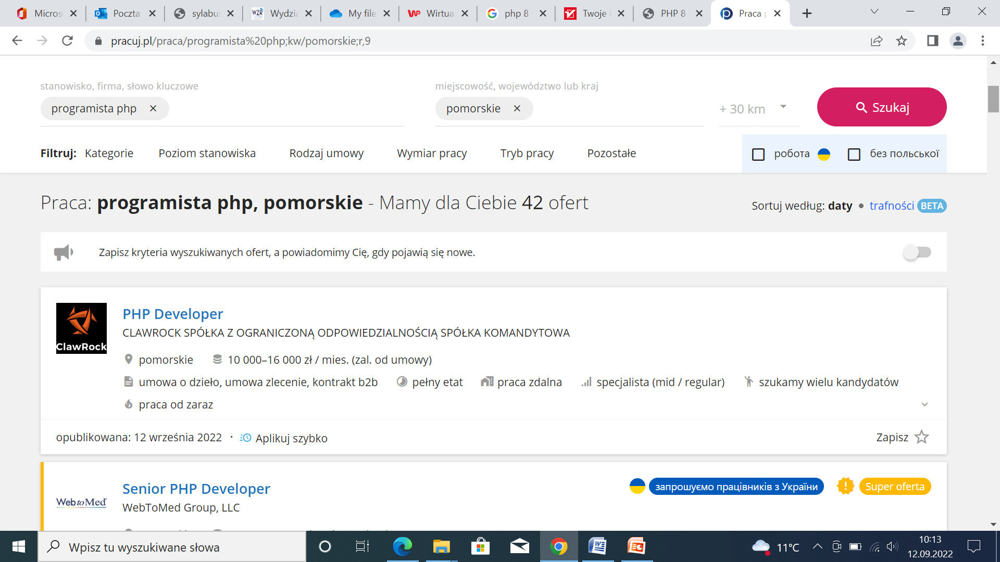 Micros Poczta sylabu Wydzia My file Wirtua php 8 - Twoje PHP 8 Praca p
pracuj.pl/praca/programista%20php;kw/pomorskie;r,9
stanowisko, firma, słowo kluczowe miejscowość, województwo lub kraj
programista php pomorskie + 30 km Szukaj
Filtruj: Kategorie Poziom stanowiska Rodzaj umowy Wymiar pracy Tryb pracy Pozostałe робота без польської
Praca: programista php, pomorskie - Mamy dla Ciebie 42 ofert
Sortuj według: daty • trafności BETA
Zapisz kryteria wyszukiwanych ofert, a powiadomimy Cię, gdy pojawią się nowe.
ClawRock
PHP Developer
CLAWROCK SPÓŁKA Z OGRANICZONĄ ODPOWIEDZIALNOŚCIĄ SPÓŁKA KOMANDYTOWA
pomorskie 10 000–16 000 zł / mies. (zal. od umowy)
umowa o dzieło, umowa zlecenie, kontrakt b2b pełny etat praca zdalna specjalista (mid / regular) szukamy wielu kandydatów
praca od zaraz
opublikowana: 12 września 2022 · Aplikuj szybko Zapisz
Senior PHP Developer запрошуємо працівників з України Super oferta
WebtoMed
WebToMed Group, LLC
Wpisz tu wyszukiwane słowa 11°C 10:13
12.09.2022